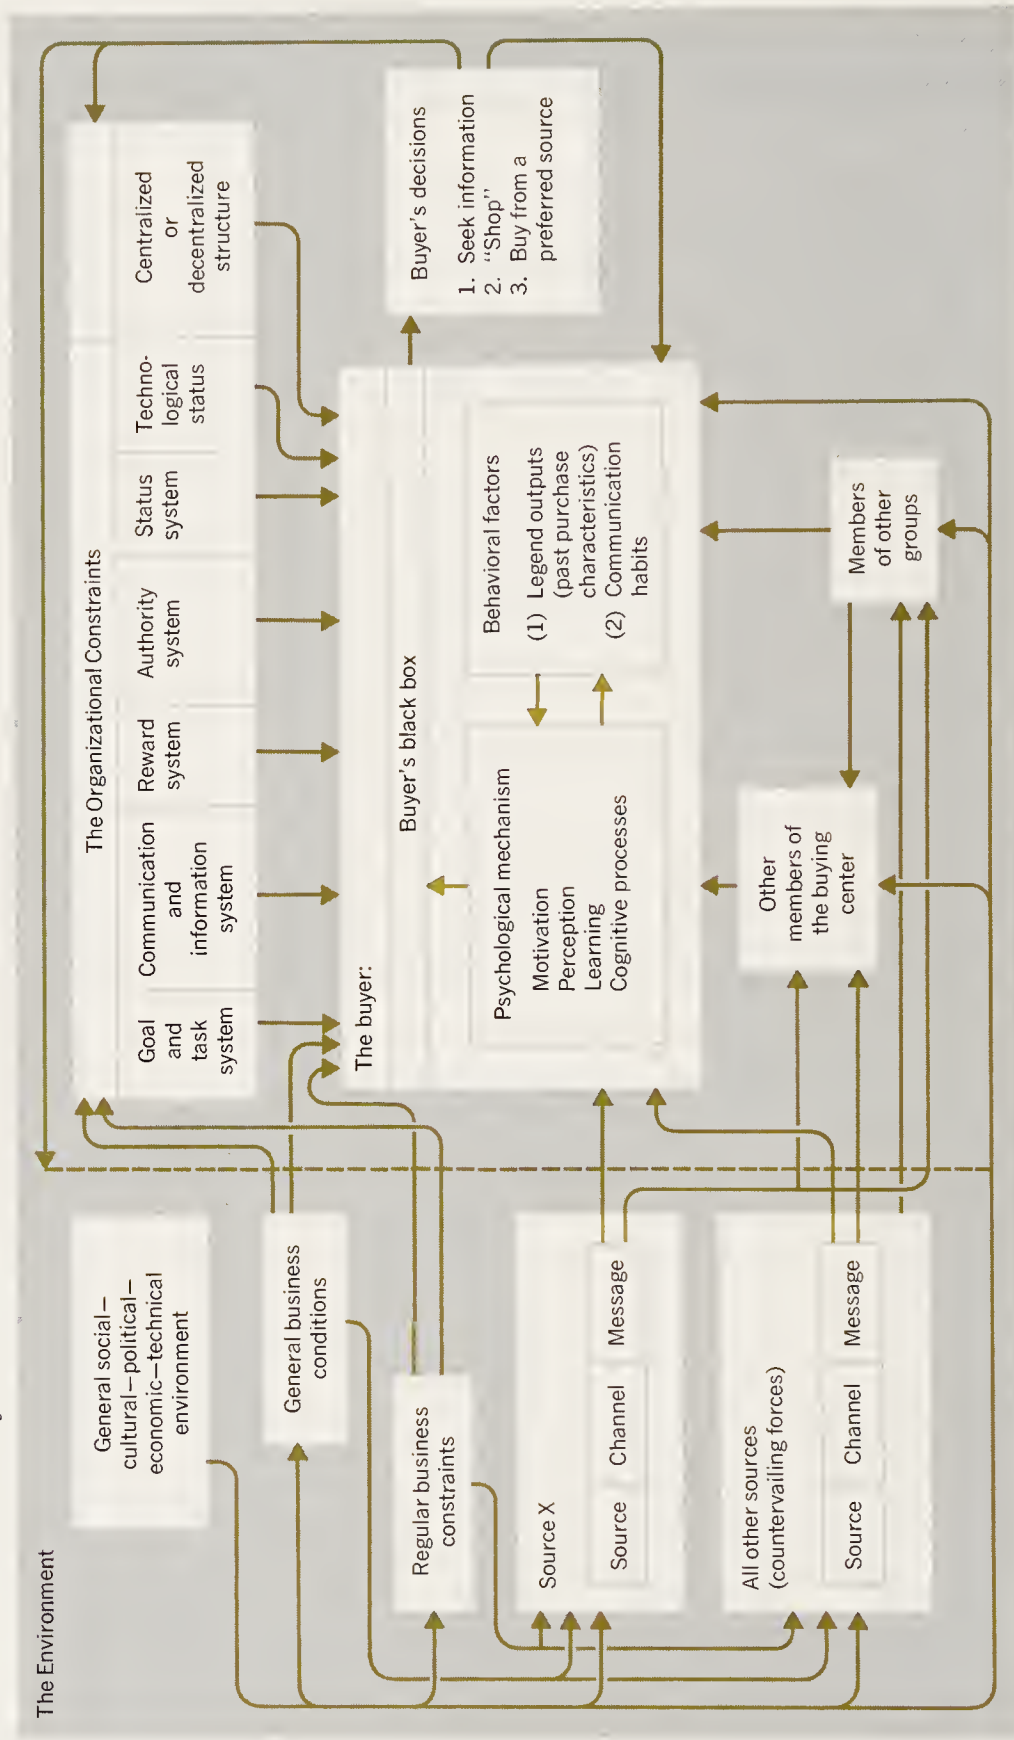 The Environment
General social–
cultural–political–
economic–technical
environment
General business
conditions
Regular business
constraints
Source X
Source
Channel
Message
All other sources
(countervailing forces)
Source
Channel
Message
The Organizational Constraints
Goal
and
task
system
Communication
and
information
system
Reward
system
Authority
system
Status
system
Techno-
logical
status
Centralized
or
decentralized
structure
The buyer:
Buyer's black box
Psychological mechanism
Motivation
Perception
Learning
Cognitive processes
Behavioral factors
(1) Legend outputs
(past purchase
characteristics)
(2) Communication
habits
Other
members of
the buying
center
Members
of other
groups
Buyer's decisions
1. Seek information
2. "Shop"
3. Buy from a
preferred source